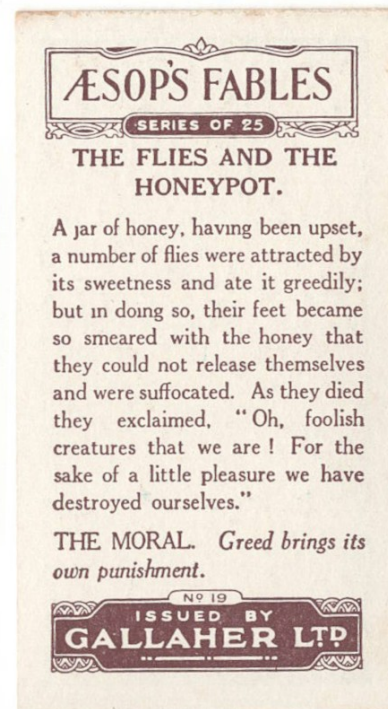 ÆSOP'S FABLES
SERIES OF 25
THE FLIES AND THE
HONEYPOT.
A jar of honey, having been upset,
a number of flies were attracted by
its sweetness and ate it greedily;
but in doing so, their feet became
so smeared with the honey that
they could not release themselves
and were suffocated. As they died
they exclaimed, "Oh, foolish
creatures that we are! For the
sake of a little pleasure we have
destroyed ourselves."
THE MORAL. Greed brings its
own punishment.
Nº 19
ISSUED BY
GALLAHER LTD